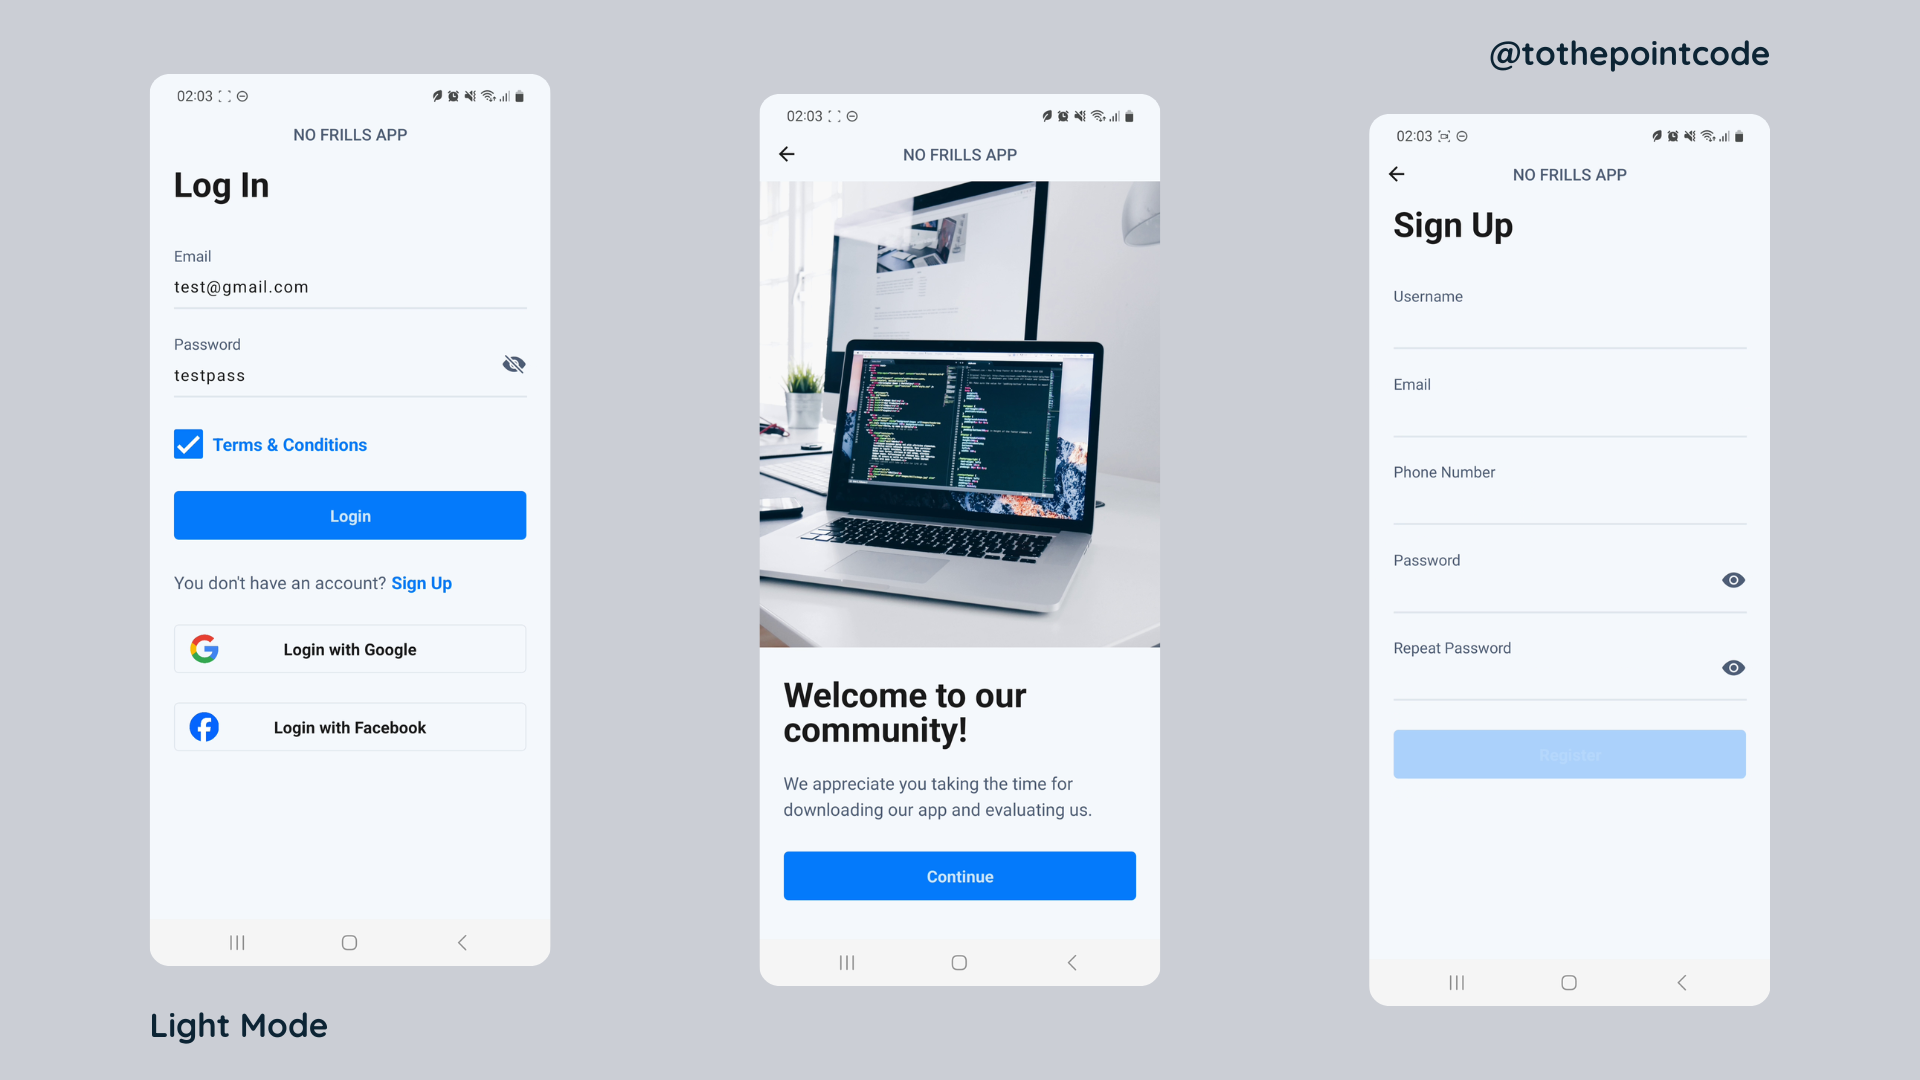 @tothepointcode
02:03
NO FRILLS APP
Log In
Email
test@gmail.com
Password
testpass
Terms & Conditions
Login
You don't have an account? Sign Up
Login with Google
Login with Facebook
02:03
NO FRILLS APP
Welcome to our
community!
We appreciate you taking the time for
downloading our app and evaluating us.
Continue
02:03
NO FRILLS APP
Sign Up
Username
Email
Phone Number
Password
Repeat Password
Register
Light Mode